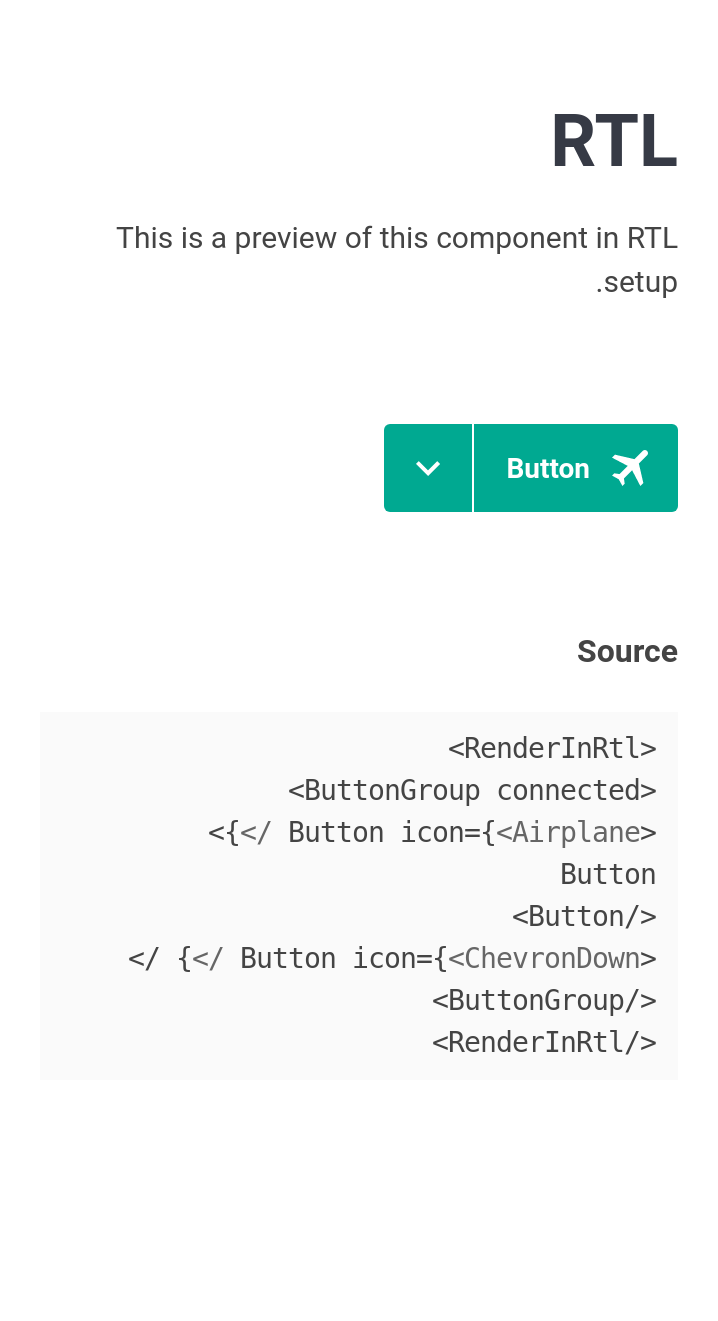 RTL
This is a preview of this component in RTL
.setup
Button
Source
<RenderInRtl>
<ButtonGroup connected>
<{</ Button icon={<Airplane>
Button
<Button/>
</ {</ Button icon={<ChevronDown>
<ButtonGroup/>
<RenderInRtl/>